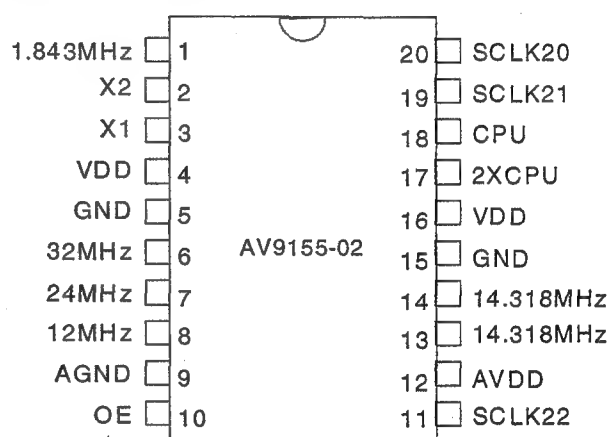 1.843MHz 1 20 SCLK20
X2 2 19 SCLK21
X1 3 18 CPU
VDD 4 17 2XCPU
GND 5 16 VDD
32MHz 6 AV9155-02 15 GND
24MHz 7 14 14.318MHz
12MHz 8 13 14.318MHz
AGND 9 12 AVDD
OE 10 11 SCLK22